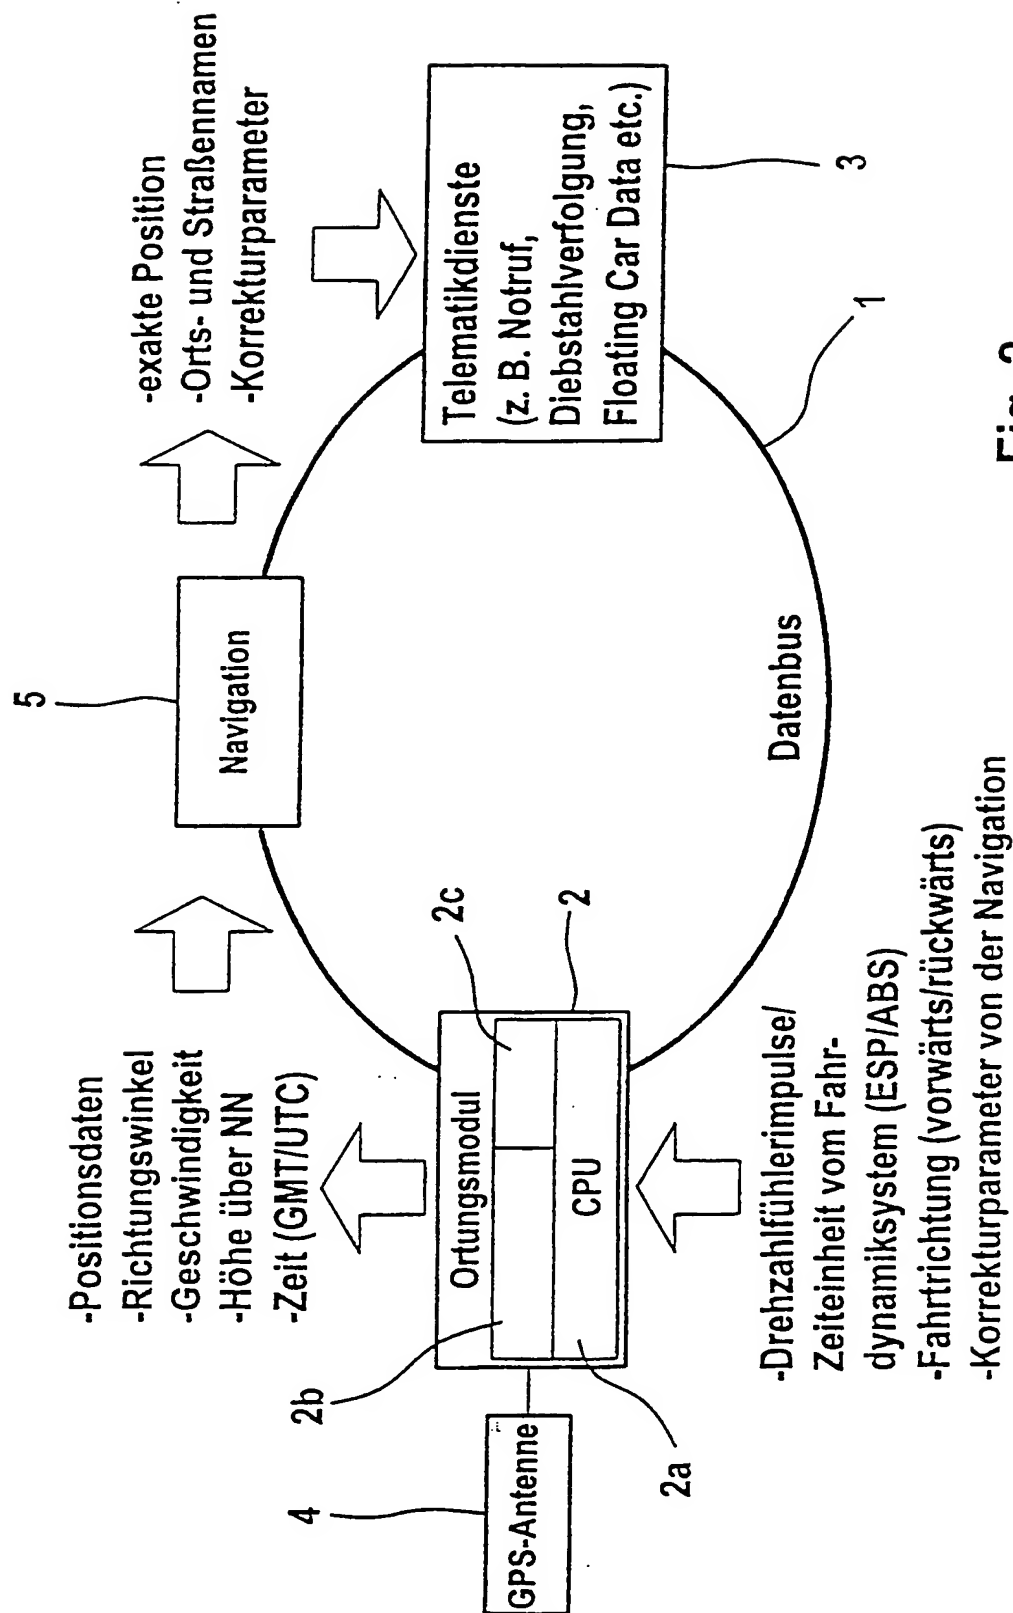 -Positionsdaten
-Richtungswinkel
-Geschwindigkeit
-Höhe über NN
-Zeit (GMT/UTC)
5
Navigation
-exakte Position
-Orts- und Straßennamen
-Korrekturparameter
4
GPS-Antenne
2b
Ortungsmodul
CPU
2a
2c
2
Telematikdienste
(z. B. Notruf,
Diebstahlverfolgung,
Floating Car Data etc.)
3
Datenbus
1
-Drehzahlfühlerimpulse/
Zeiteinheit vom Fahr-
dynamiksystem (ESP/ABS)
-Fahrtrichtung (vorwärts/rückwärts)
-Korrekturparameter von der Navigation
Fig.